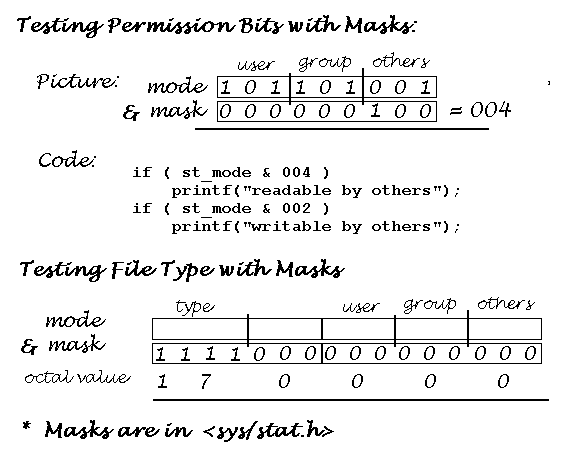 Testing Permission Bits with Masks:
user group others
Picture: mode 1 0 1 1 0 1 0 0 1
& mask 0 0 0 0 0 0 1 0 0 = 004
Code:
if ( st_mode & 004 )
printf("readable by others");
if ( st_mode & 002 )
printf("writable by others");
Testing File Type with Masks
type user group others
mode
& mask 1 1 1 1 0 0 0 0 0 0 0 0 0 0 0 0
octal value 1 7 0 0 0 0
* Masks are in <sys/stat.h>